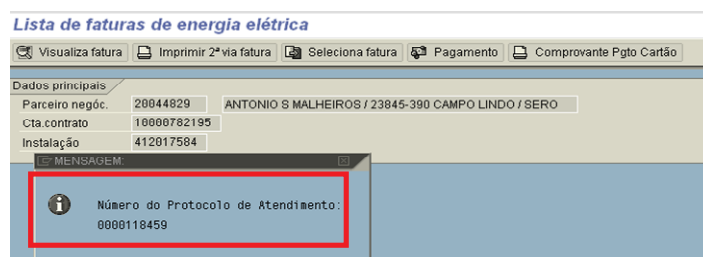 Lista de faturas de energia elétrica
Visualiza fatura Imprimir 2ª via fatura Seleciona fatura Pagamento Comprovante Pgto Cartão
Dados principais
Parceiro negóc. 20044829 ANTONIO S MALHEIROS / 23845-390 CAMPO LINDO / SERO
Cta.contrato 10000782195
Instalação 412017584
MENSAGEM:
Número do Protocolo de Atendimento:
0000118459